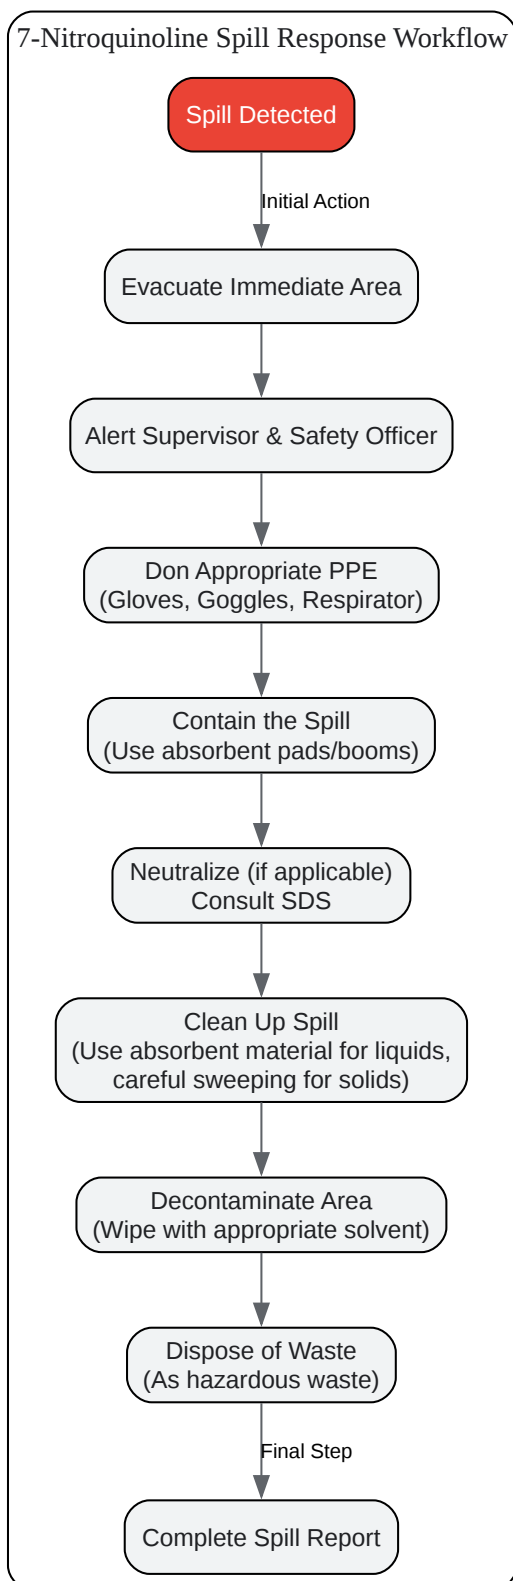 7-Nitroquinoline Spill Response Workflow
Spill Detected
Initial Action
Evacuate Immediate Area
Alert Supervisor & Safety Officer
Don Appropriate PPE
(Gloves, Goggles, Respirator)
Contain the Spill
(Use absorbent pads/booms)
Neutralize (if applicable)
Consult SDS
Clean Up Spill
(Use absorbent material for liquids,
careful sweeping for solids)
Decontaminate Area
(Wipe with appropriate solvent)
Dispose of Waste
(As hazardous waste)
Final Step
Complete Spill Report